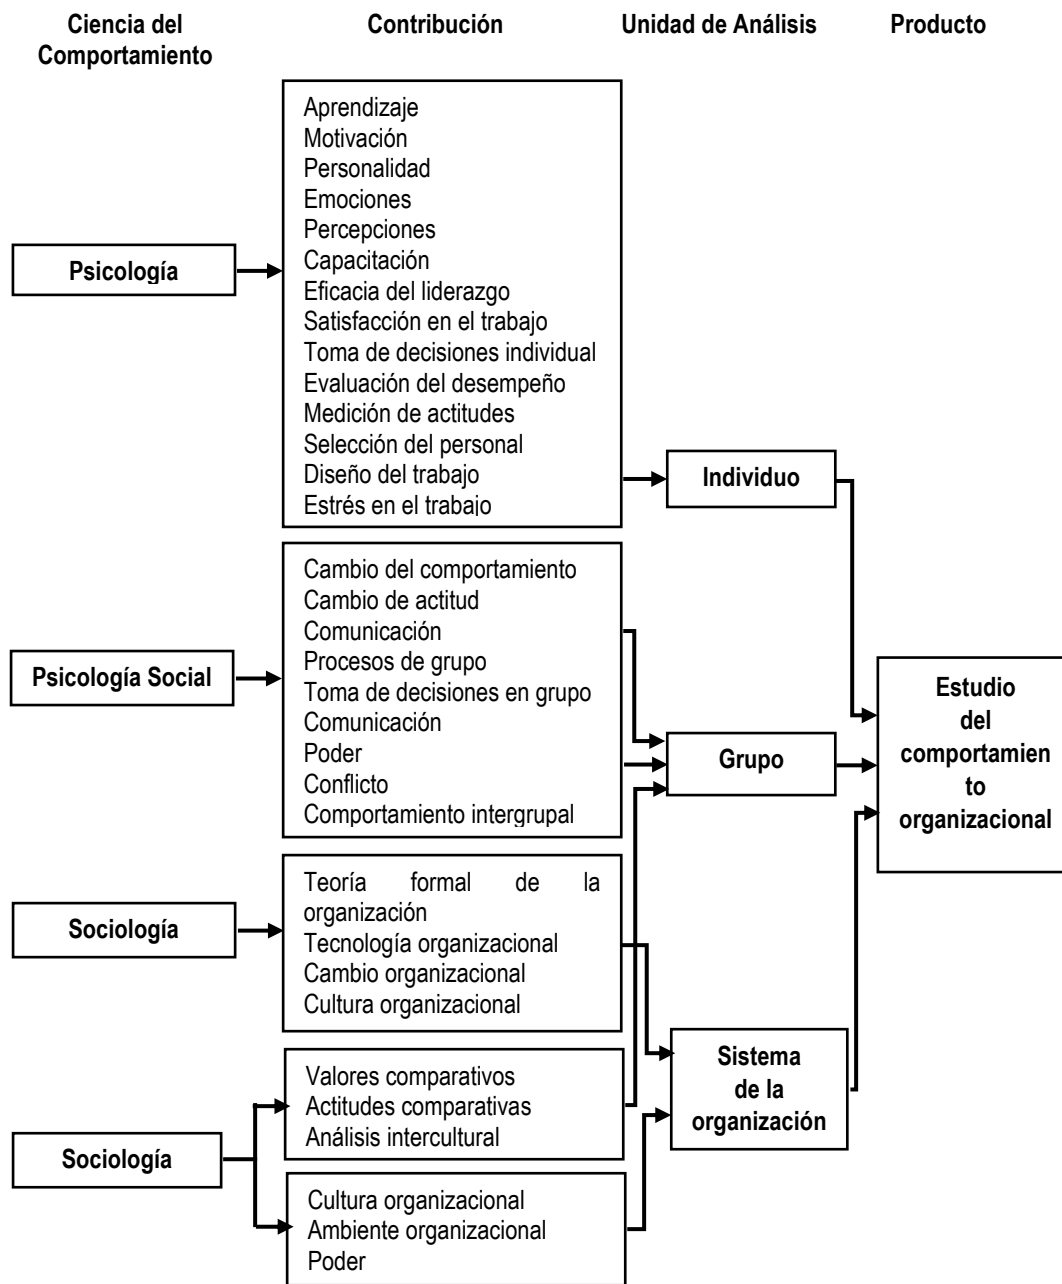 Ciencia del
Comportamiento
Contribución
Unidad de Análisis
Producto
Psicología
Aprendizaje
Motivación
Personalidad
Emociones
Percepciones
Capacitación
Eficacia del liderazgo
Satisfacción en el trabajo
Toma de decisiones individual
Evaluación del desempeño
Medición de actitudes
Selección del personal
Diseño del trabajo
Estrés en el trabajo
Individuo
Psicología Social
Cambio del comportamiento
Cambio de actitud
Comunicación
Procesos de grupo
Toma de decisiones en grupo
Comunicación
Poder
Conflicto
Comportamiento intergrupal
Grupo
Estudio
del
comportamien
to
organizacional
Sociología
Teoría formal de la
organización
Tecnología organizacional
Cambio organizacional
Cultura organizacional
Sistema
de la
organización
Sociología
Valores comparativos
Actitudes comparativas
Análisis intercultural
Cultura organizacional
Ambiente organizacional
Poder